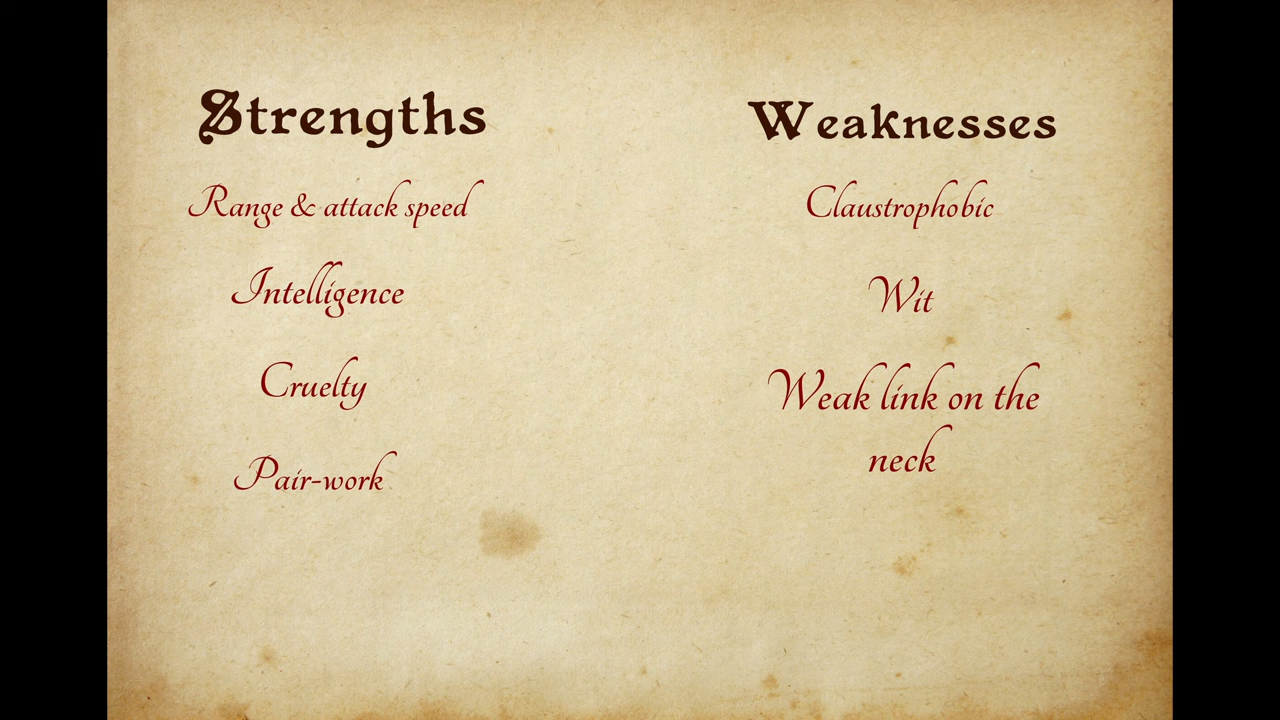 Strengths
Range & attack speed
Intelligence
Cruelty
Pair-work
Weaknesses
Claustrophobic
Wit
Weak link on the
neck